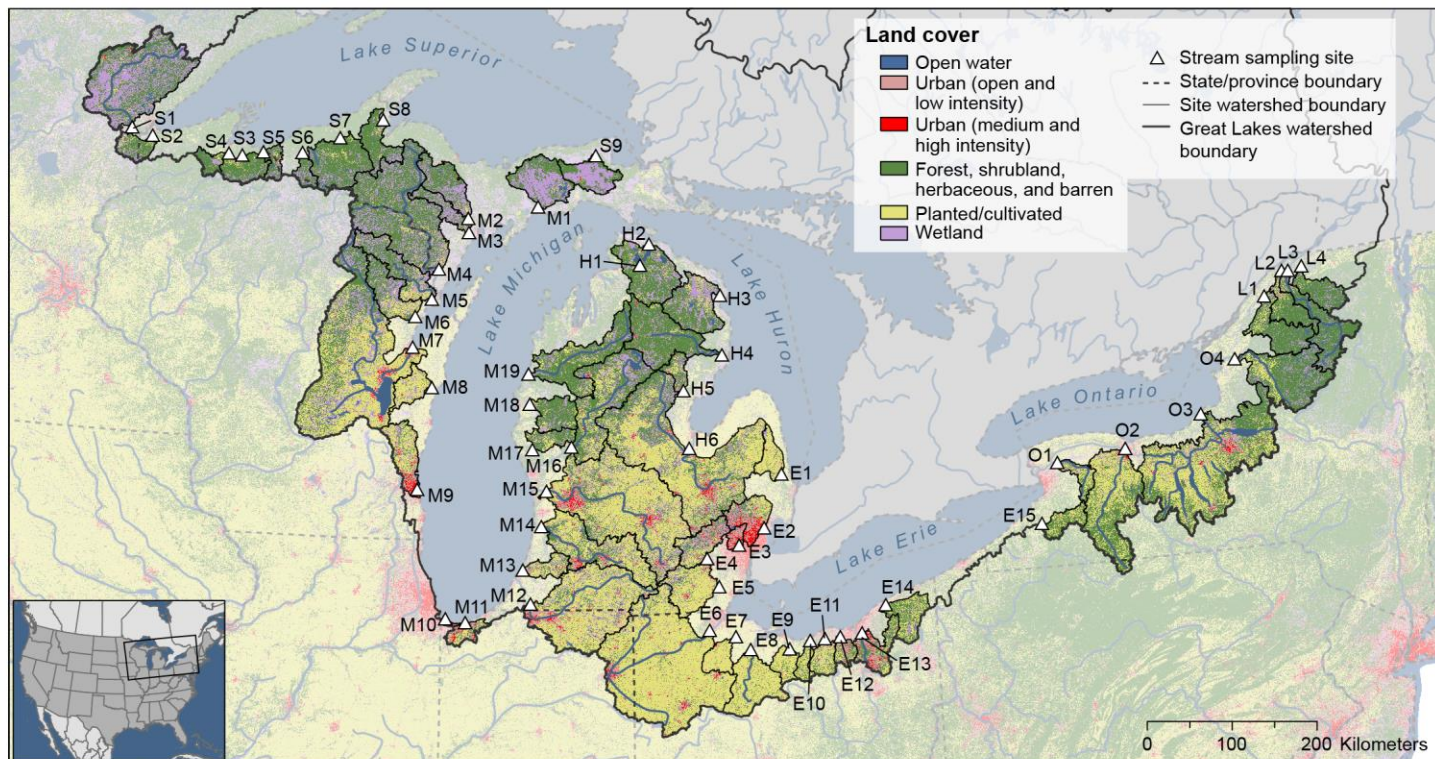 Lake Superior
Lake Michigan
Lake Huron
Lake Erie
Lake Ontario
Land cover
Open water
Urban (open and
low intensity)
Urban (medium and
high intensity)
Forest, shrubland,
herbaceous, and barren
Planted/cultivated
Wetland
Stream sampling site
State/province boundary
Site watershed boundary
Great Lakes watershed
boundary
S1
S2
S4
S3
S5
S6
S7
S8
S9
M1
M2
M3
M4
M5
M6
M7
M8
M9
M10
M11
M12
M13
M14
M15
M16
M17
M18
M19
H1
H2
H3
H4
H5
H6
E1
E2
E3
E4
E5
E6
E7
E8
E9
E10
E11
E12
E13
E14
E15
O1
O2
O3
O4
L1
L2
L3
L4
0 100 200 Kilometers